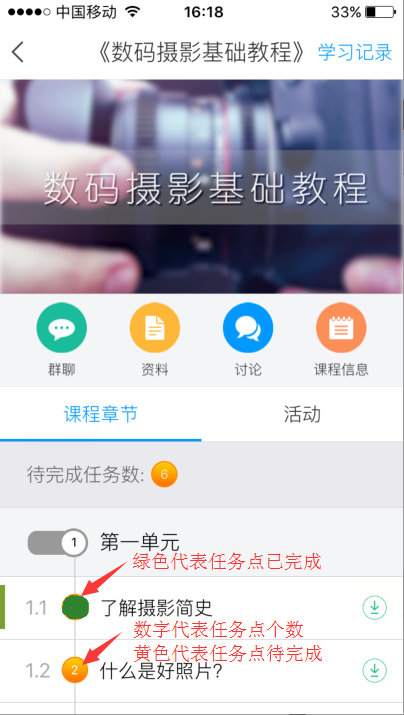 中国移动 16:18 33%
《数码摄影基础教程》 学习记录
数码摄影基础教程
群聊 资料 讨论 课程信息
课程章节 活动
待完成任务数: 6
1 第一单元
绿色代表任务点已完成
1.1 了解摄影简史
数字代表任务点个数
黄色代表任务点待完成
1.2 2 什么是好照片?